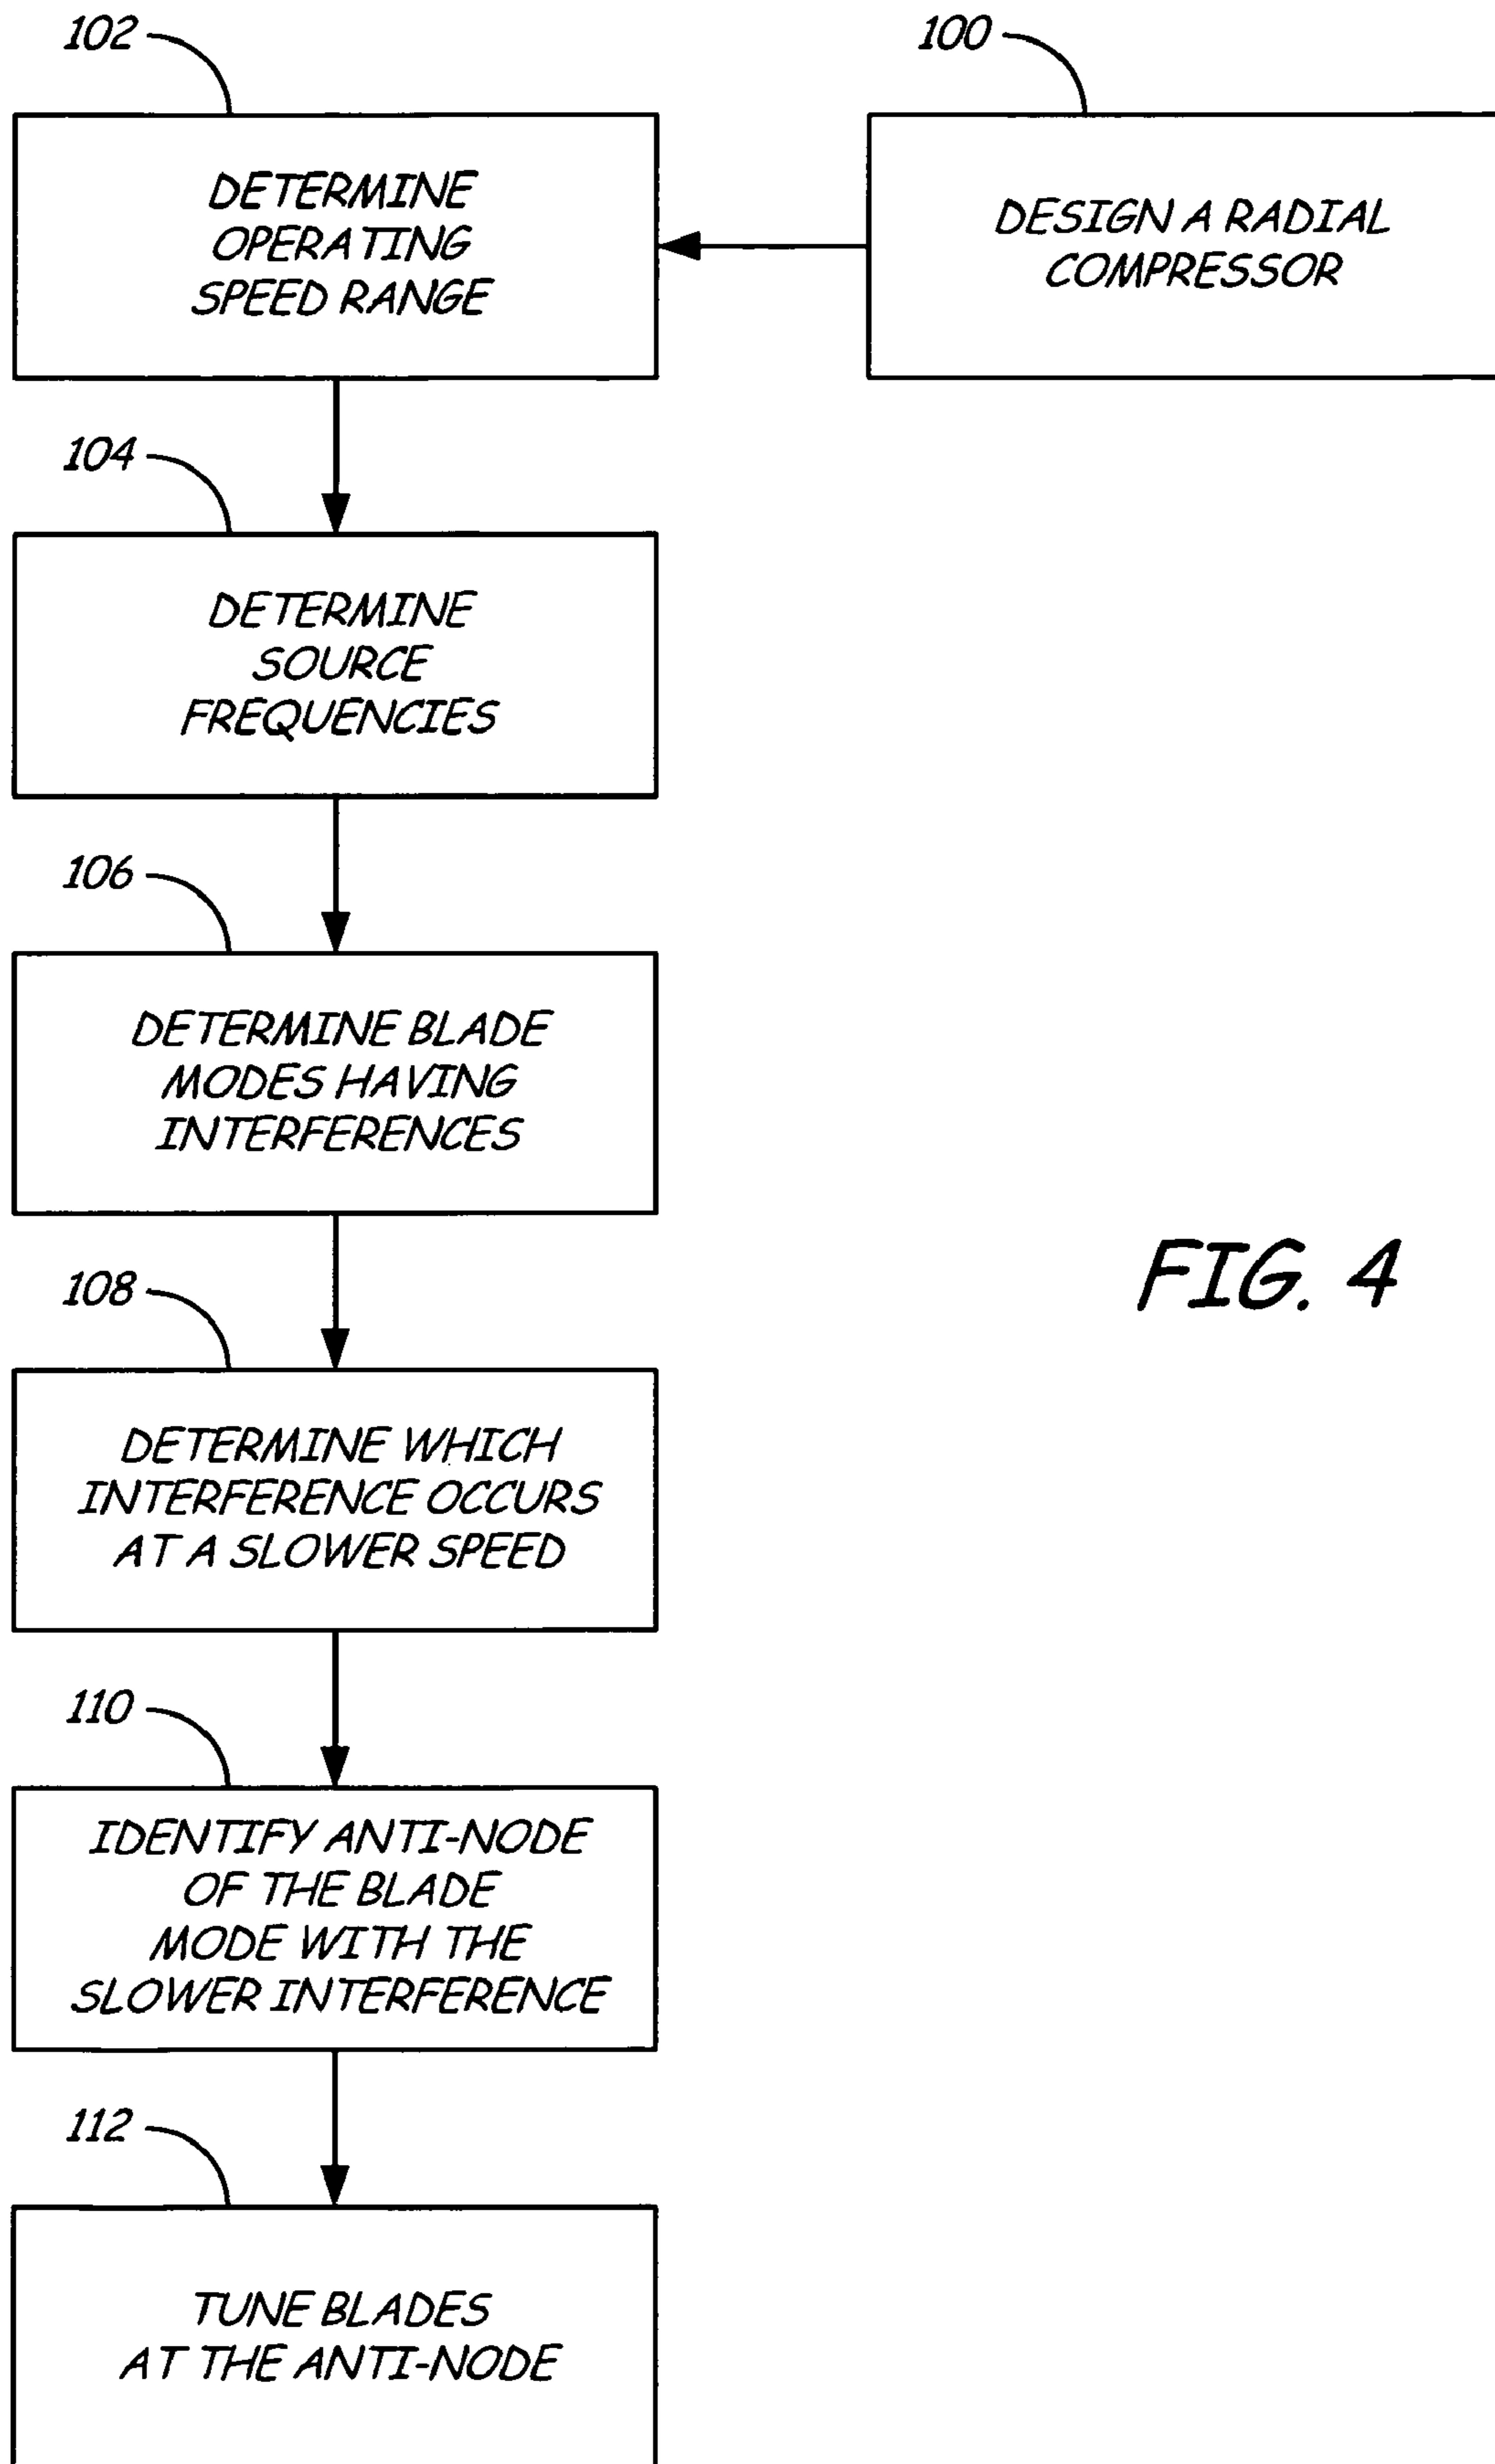 100
DESIGN A RADIAL
COMPRESSOR
102
DETERMINE
OPERATING
SPEED RANGE
104
DETERMINE
SOURCE
FREQUENCIES
106
DETERMINE BLADE
MODES HAVING
INTERFERENCES
108
DETERMINE WHICH
INTERFERENCE OCCURS
AT A SLOWER SPEED
110
IDENTIFY ANTI-NODE
OF THE BLADE
MODE WITH THE
SLOWER INTERFERENCE
112
TUNE BLADES
AT THE ANTI-NODE
FIG. 4